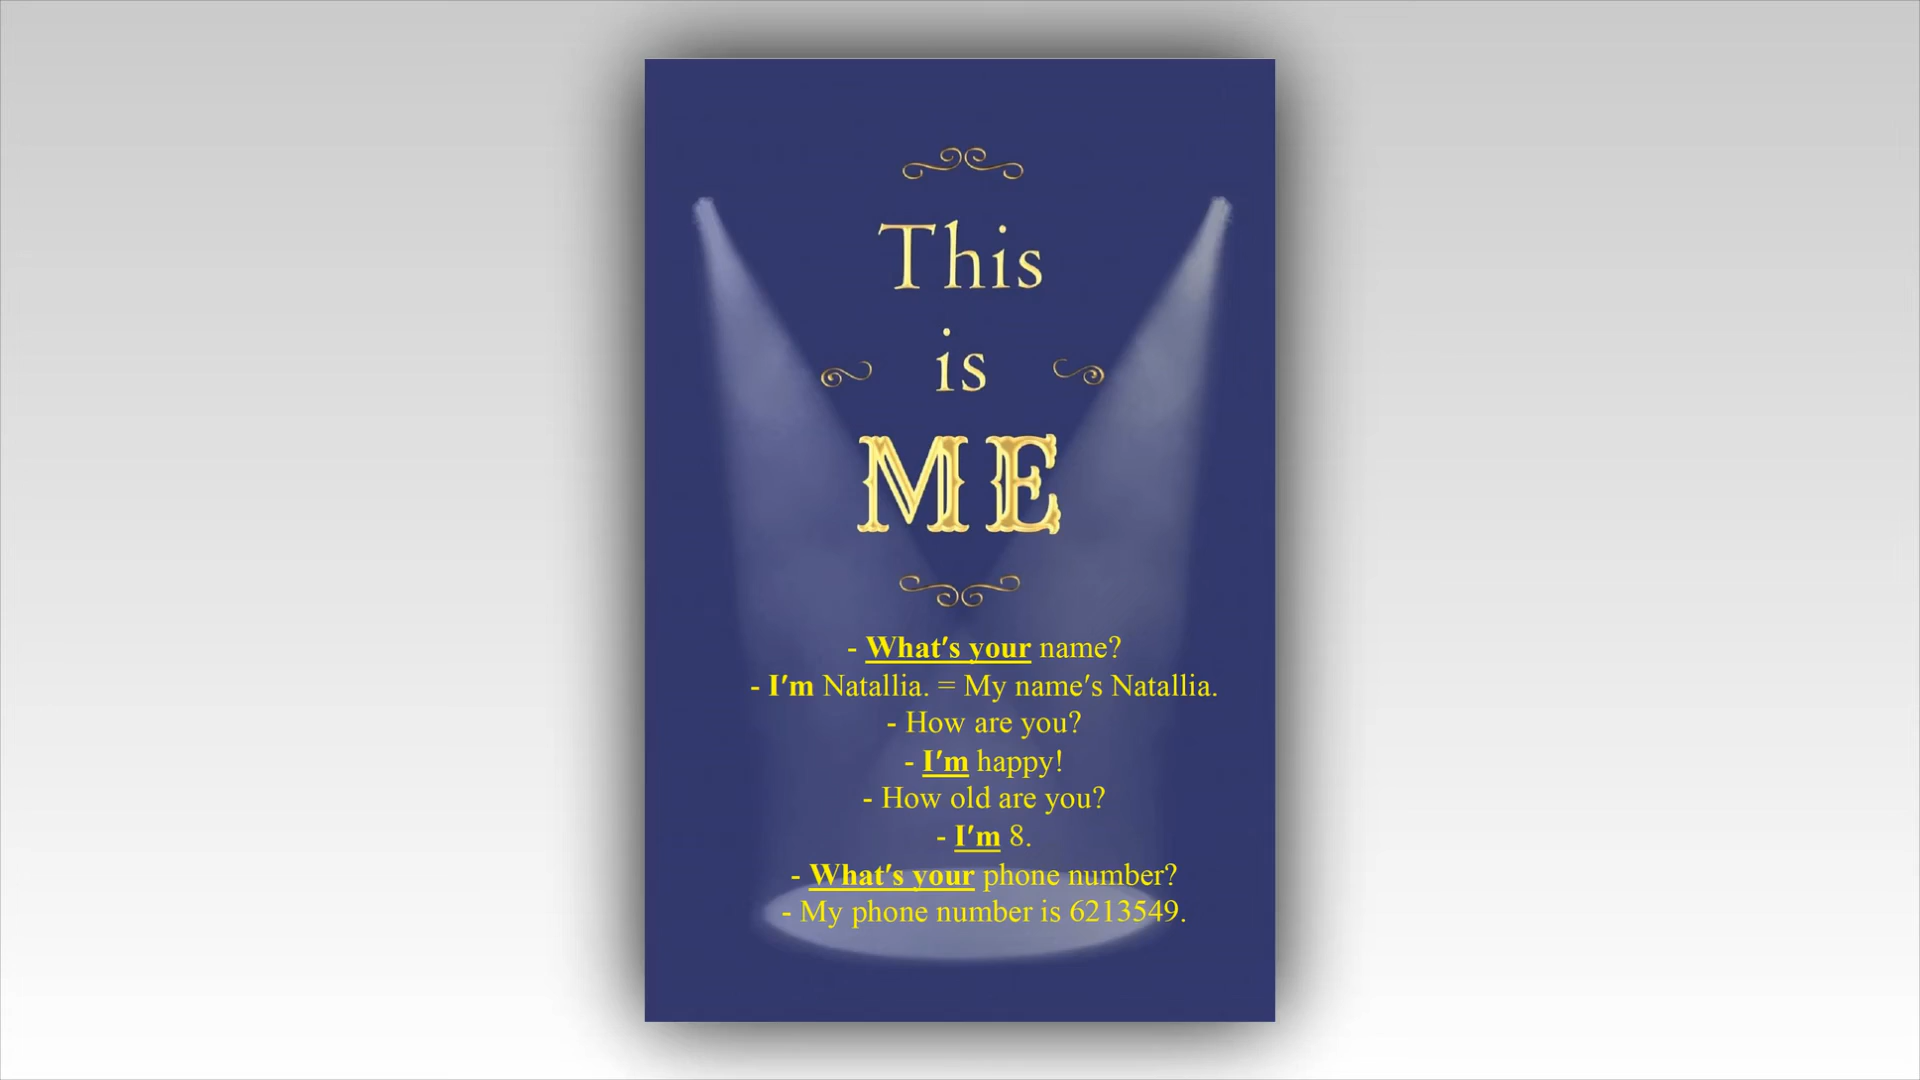 This
is
ME
- What's your name?
- I'm Natallia. = My name's Natallia.
- How are you?
- I'm happy!
- How old are you?
- I'm 8.
- What's your phone number?
- My phone number is 6213549.